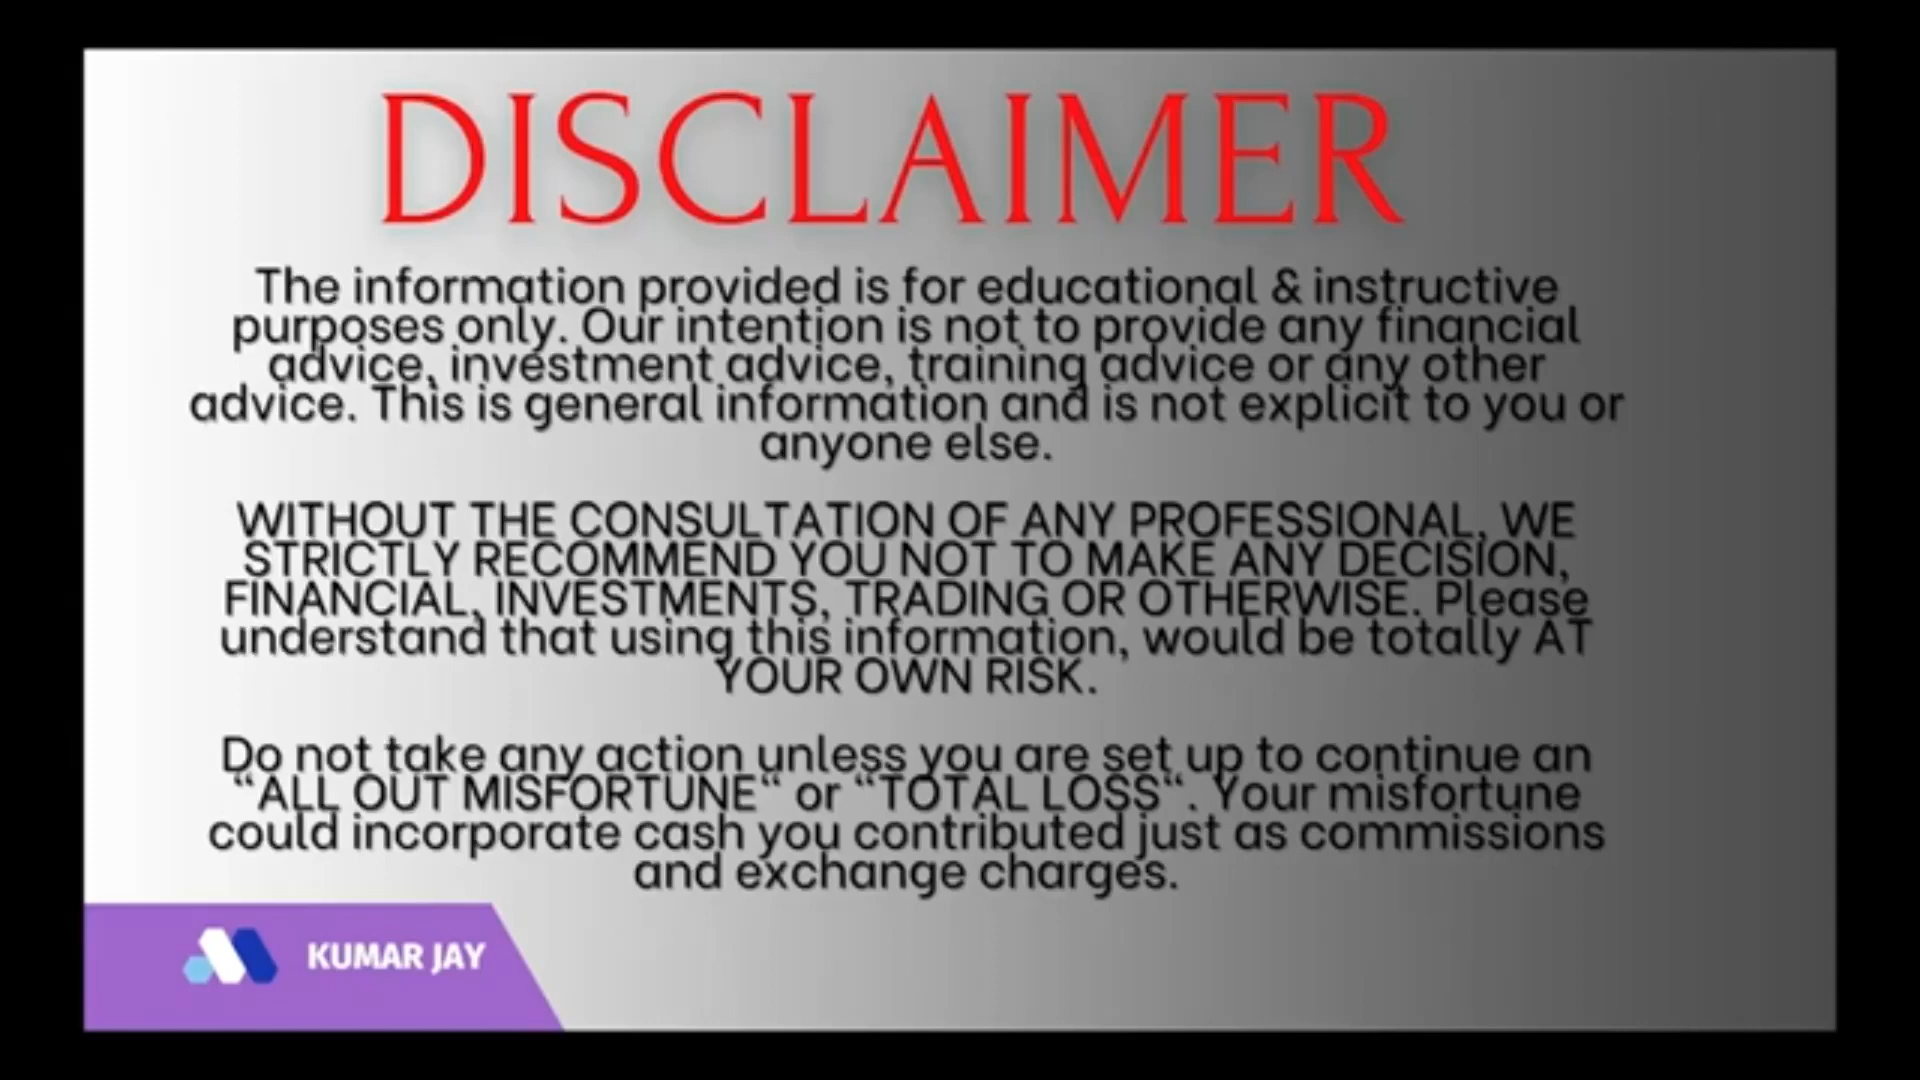 DISCLAIMER
The information provided is for educational & instructive
purposes only. Our intention is not to provide any financial
advice, investment advice, training advice or any other
advice. This is general information and is not explicit to you or
anyone else.
WITHOUT THE CONSULTATION OF ANY PROFESSIONAL, WE
STRICTLY RECOMMEND YOU NOT TO MAKE ANY DECISION,
FINANCIAL, INVESTMENTS, TRADING OR OTHERWISE. Please
understand that using this information, would be totally AT
YOUR OWN RISK.
Do not take any action unless you are set up to continue an
“ALL OUT MISFORTUNE“ or “TOTAL LOSS“. Your misfortune
could incorporate cash you contributed just as commissions
and exchange charges.
KUMAR JAY